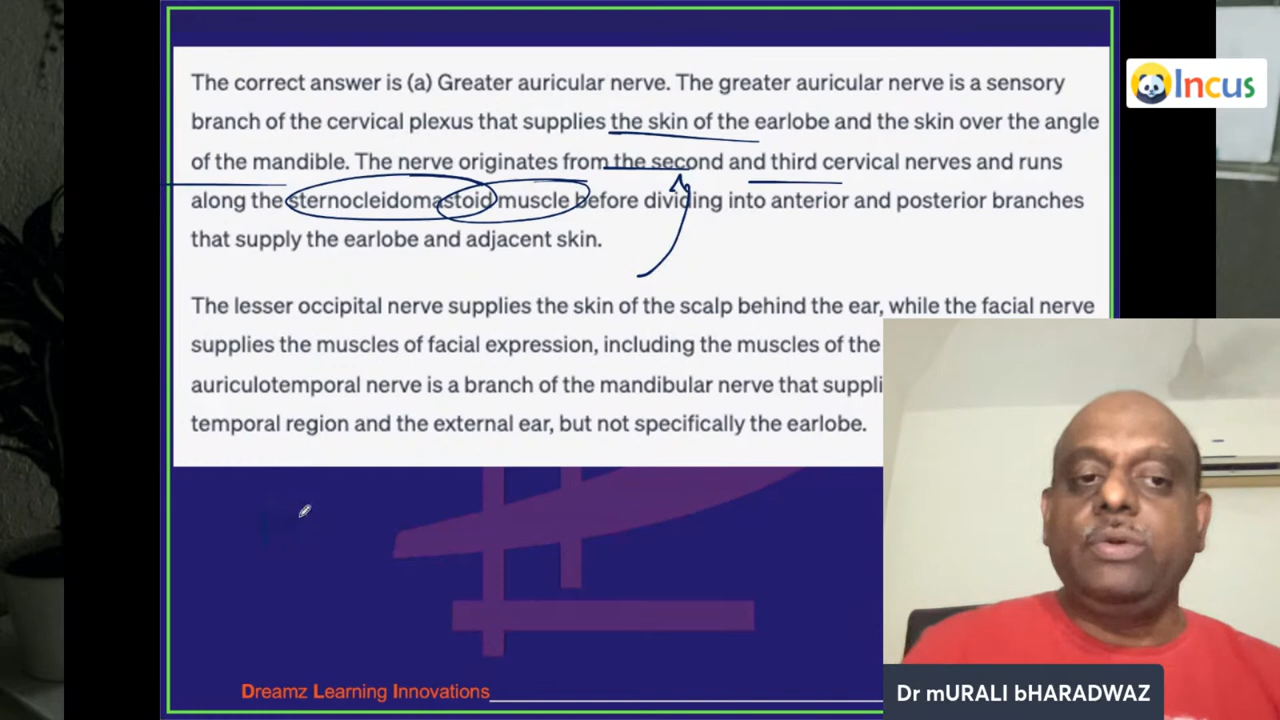 The correct answer is (a) Greater auricular nerve. The greater auricular nerve is a sensory
branch of the cervical plexus that supplies the skin of the earlobe and the skin over the angle
of the mandible. The nerve originates from the second and third cervical nerves and runs
along the sternocleidomastoid muscle before dividing into anterior and posterior branches
that supply the earlobe and adjacent skin.
The lesser occipital nerve supplies the skin of the scalp behind the ear, while the facial nerve
supplies the muscles of facial expression, including the muscles of the
auriculotemporal nerve is a branch of the mandibular nerve that suppli
temporal region and the external ear, but not specifically the earlobe.
Incus
Dreamz Learning Innovations
Dr mURALI bHARADWAZ